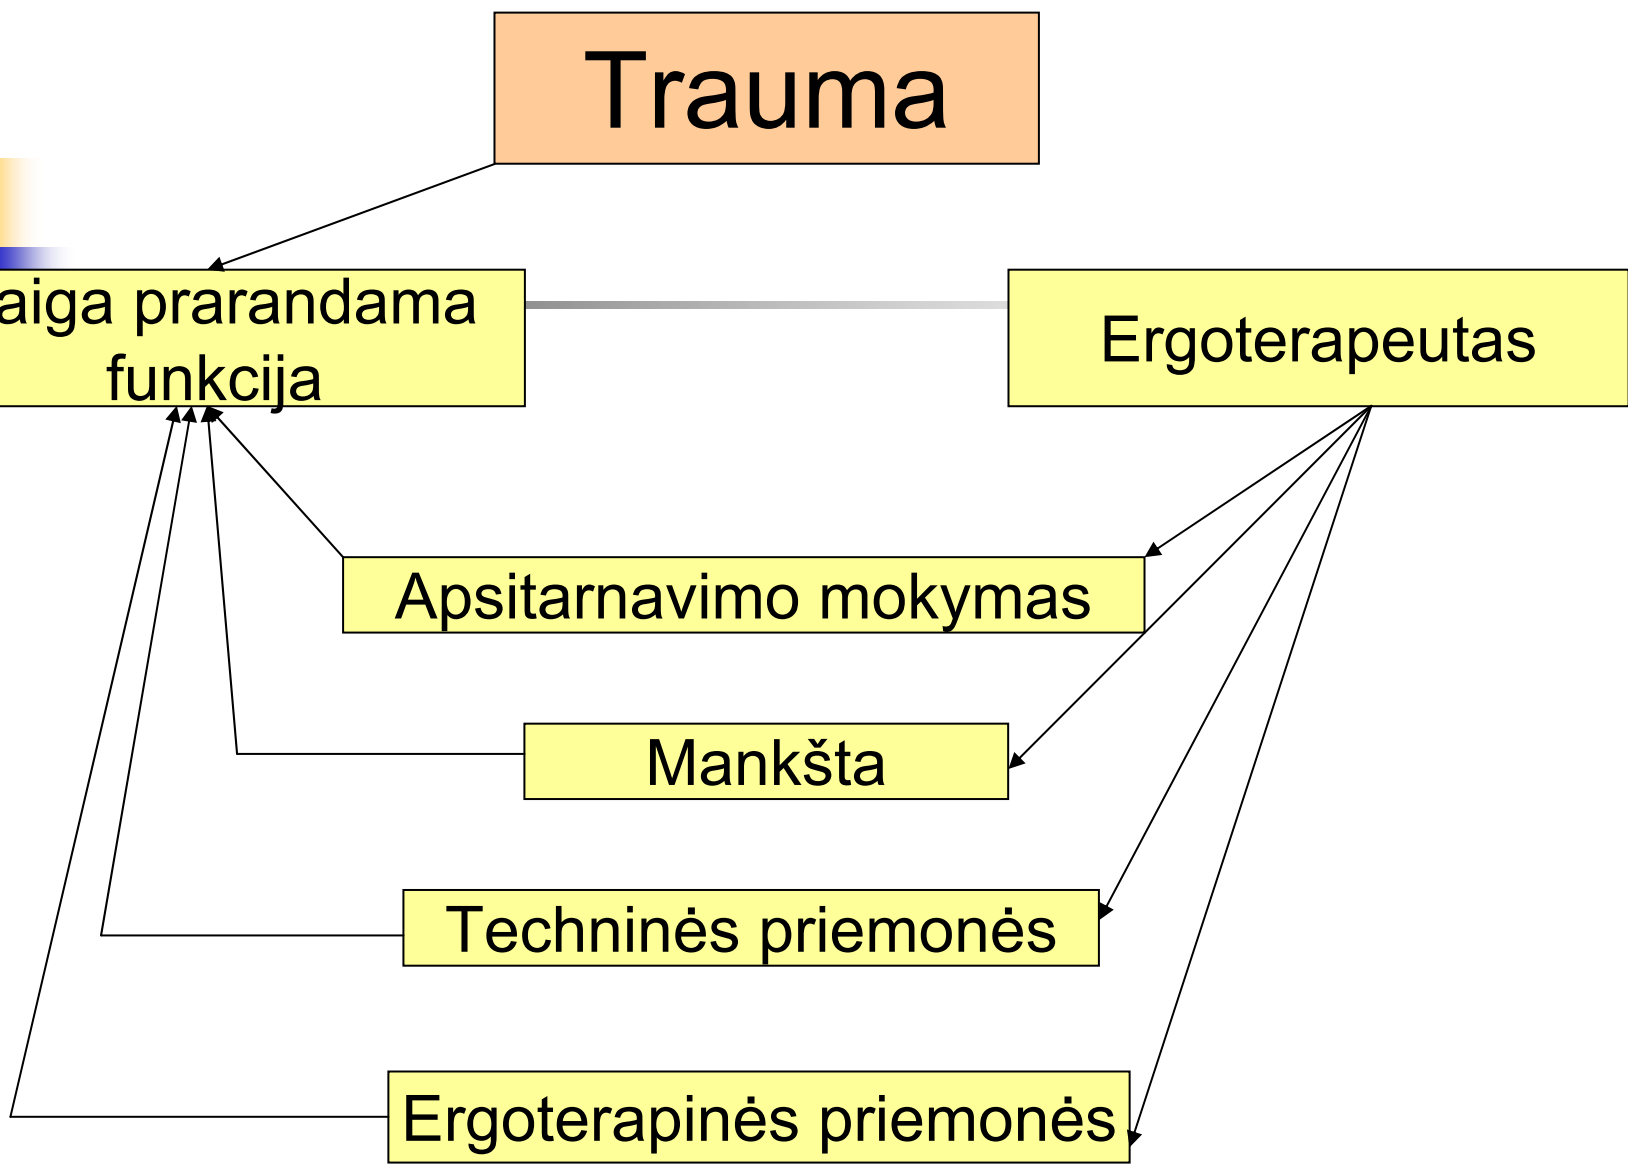 Trauma
aiga prarandama
funkcija
Ergoterapeutas
Apsitarnavimo mokymas
Mankšta
Techninės priemonės
Ergoterapinės priemonės